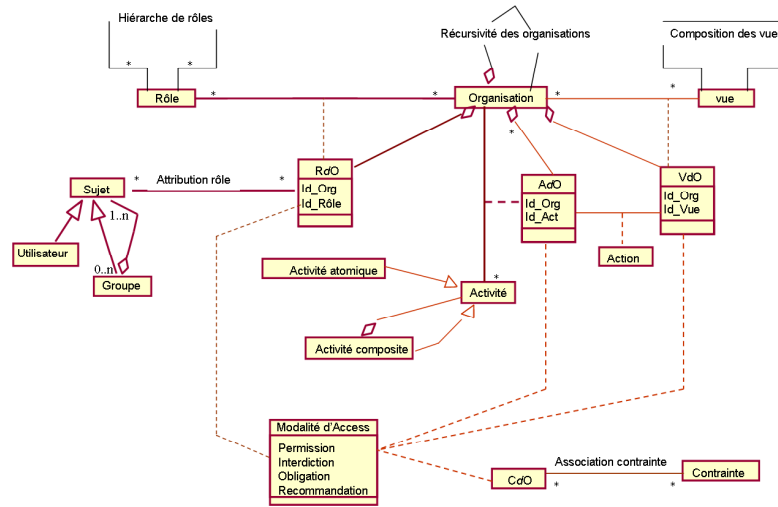 Hiérarche de rôles
Récursivité des organisations
Composition des vue
* *
Rôle
* *
Organisation
* *
vue
*
Attribution rôle
* *
Sujet
RdO
Id_Org
Id_Rôle
AdO
Id_Org
Id_Act
VdO
Id_Org
Id_Vue
1..n
Utilisateur
0..n
Groupe
Action
Activité atomique
*
Activité
Activité composite
Modalité d'Access
Permission
Interdiction
Obligation
Recommandation
CdO
Association contrainte
* *
Contrainte